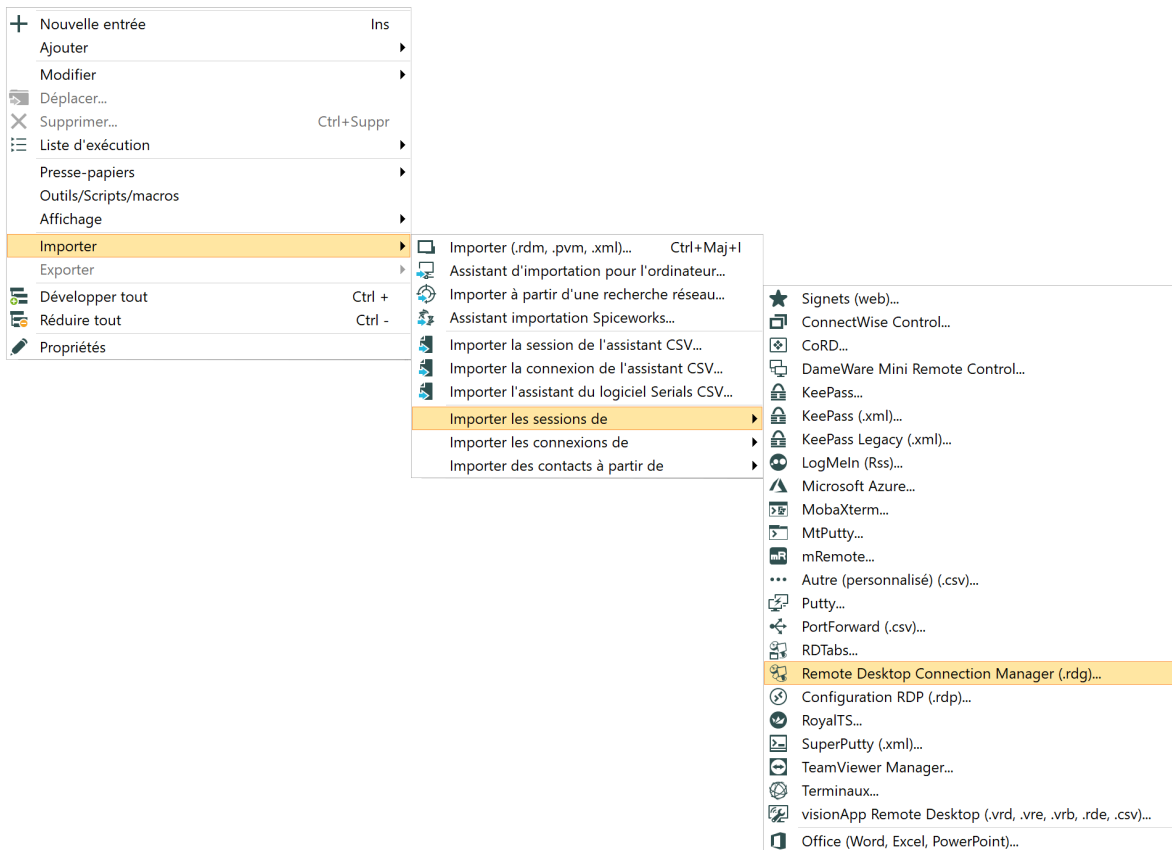 Nouvelle entrée Ins
Ajouter
Modifier
Déplacer...
Supprimer... Ctrl+Suppr
Liste d'exécution
Presse-papiers
Outils/Scripts/macros
Affichage
Importer
Exporter
Développer tout Ctrl +
Réduire tout Ctrl -
Propriétés
Importer (.rdm, .pvm, .xml)... Ctrl+Maj+I
Assistant d'importation pour l'ordinateur...
Importer à partir d'une recherche réseau...
Assistant importation Spiceworks...
Importer la session de l'assistant CSV...
Importer la connexion de l'assistant CSV...
Importer l'assistant du logiciel Serials CSV...
Importer les sessions de
Importer les connexions de
Importer des contacts à partir de
Signets (web)...
ConnectWise Control...
CoRD...
DameWare Mini Remote Control...
KeePass...
KeePass (.xml)...
KeePass Legacy (.xml)...
LogMeIn (Rss)...
Microsoft Azure...
MobaXterm...
MtPutty...
mRemote...
Autre (personnalisé) (.csv)...
Putty...
PortForward (.csv)...
RDTabs...
Remote Desktop Connection Manager (.rdg)...
Configuration RDP (.rdp)...
RoyalTS...
SuperPutty (.xml)...
TeamViewer Manager...
Terminaux...
visionApp Remote Desktop (.vrd, .vre, .vrb, .rde, .csv)...
Office (Word, Excel, PowerPoint)...